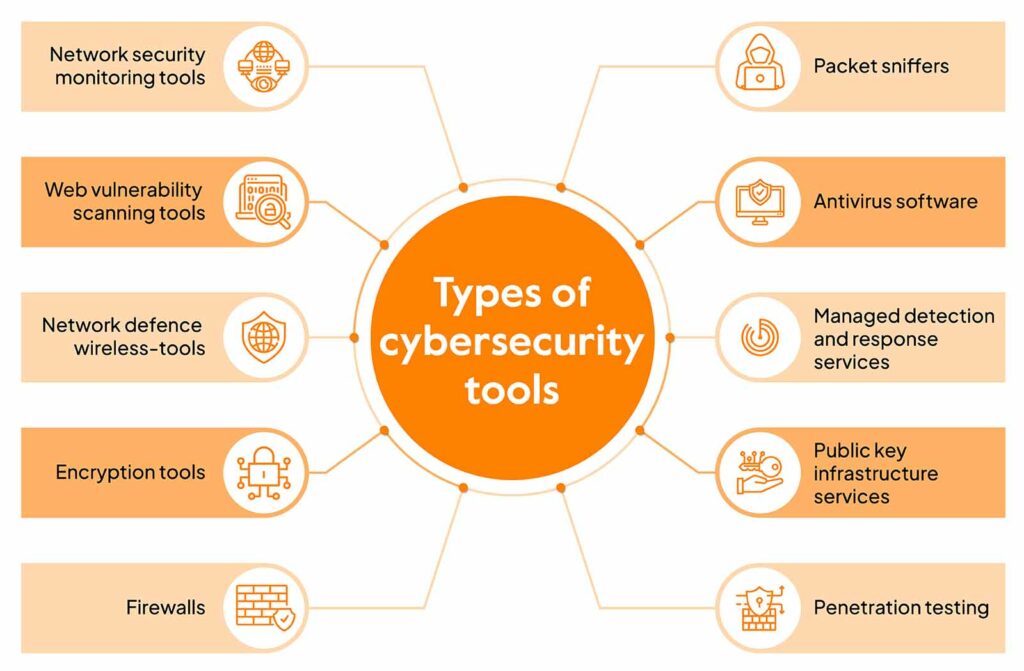 Network security
monitoring tools
Web vulnerability
scanning tools
Network defence
wireless-tools
Encryption tools
Firewalls
Types of
cybersecurity
tools
Packet sniffers
Antivirus software
Managed detection
and response
services
Public key
infrastructure
services
Penetration testing